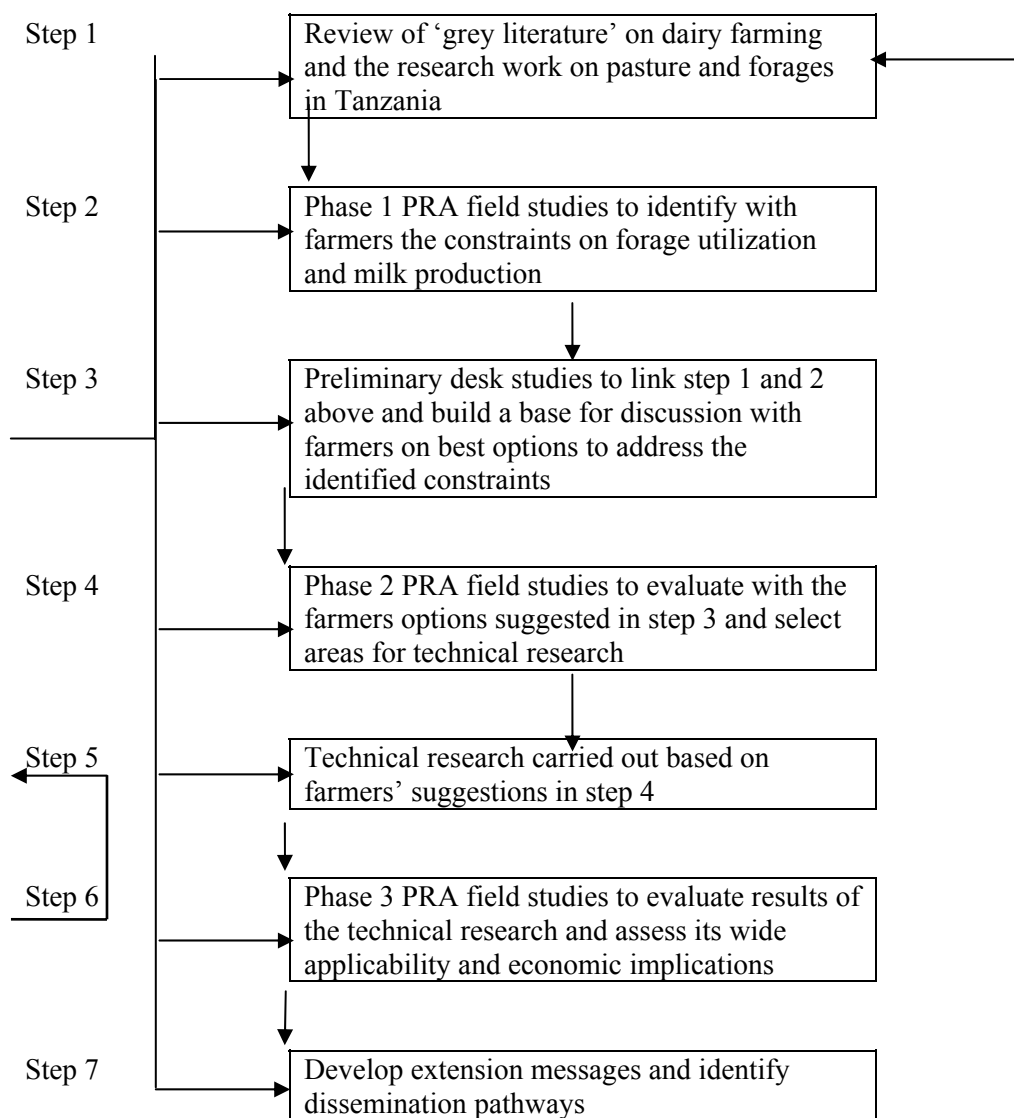 Step 1
Review of ‘grey literature’ on dairy farming
and the research work on pasture and forages
in Tanzania
Step 2
Phase 1 PRA field studies to identify with
farmers the constraints on forage utilization
and milk production
Step 3
Preliminary desk studies to link step 1 and 2
above and build a base for discussion with
farmers on best options to address the
identified constraints
Step 4
Phase 2 PRA field studies to evaluate with the
farmers options suggested in step 3 and select
areas for technical research
Step 5
Technical research carried out based on
farmers’ suggestions in step 4
Step 6
Phase 3 PRA field studies to evaluate results of
the technical research and assess its wide
applicability and economic implications
Step 7
Develop extension messages and identify
dissemination pathways